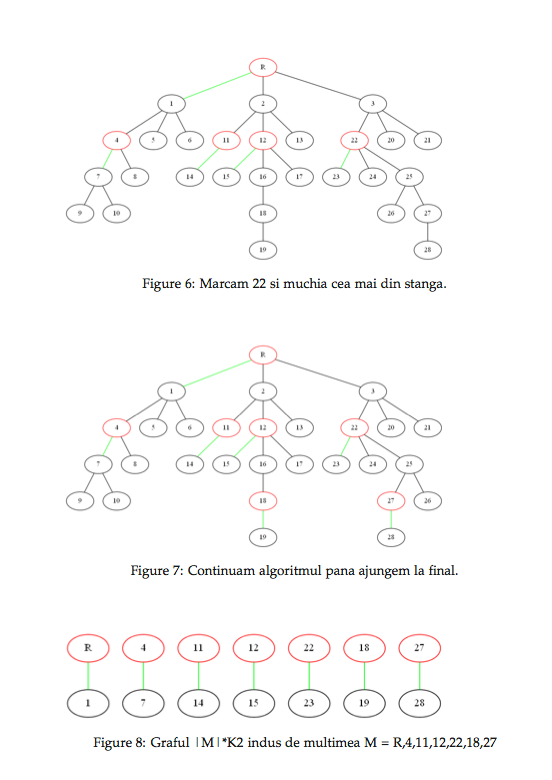 R
1 2 3
4 5 6 11 12 13 22 20 21
7 8 14 15 16 17 23 24 25
9 10 18 26 27
19 28
Figure 6: Marcam 22 si muchia cea mai din stanga.
R
1 2 3
4 5 6 11 12 13 22 20 21
7 8 14 15 16 17 23 24 25
9 10 18 27 26
19 28
Figure 7: Continuam algoritmul pana ajungem la final.
R 4 11 12 22 18 27
1 7 14 15 23 19 28
Figure 8: Graful |M|*K2 indus de multimea M = R,4,11,12,22,18,27